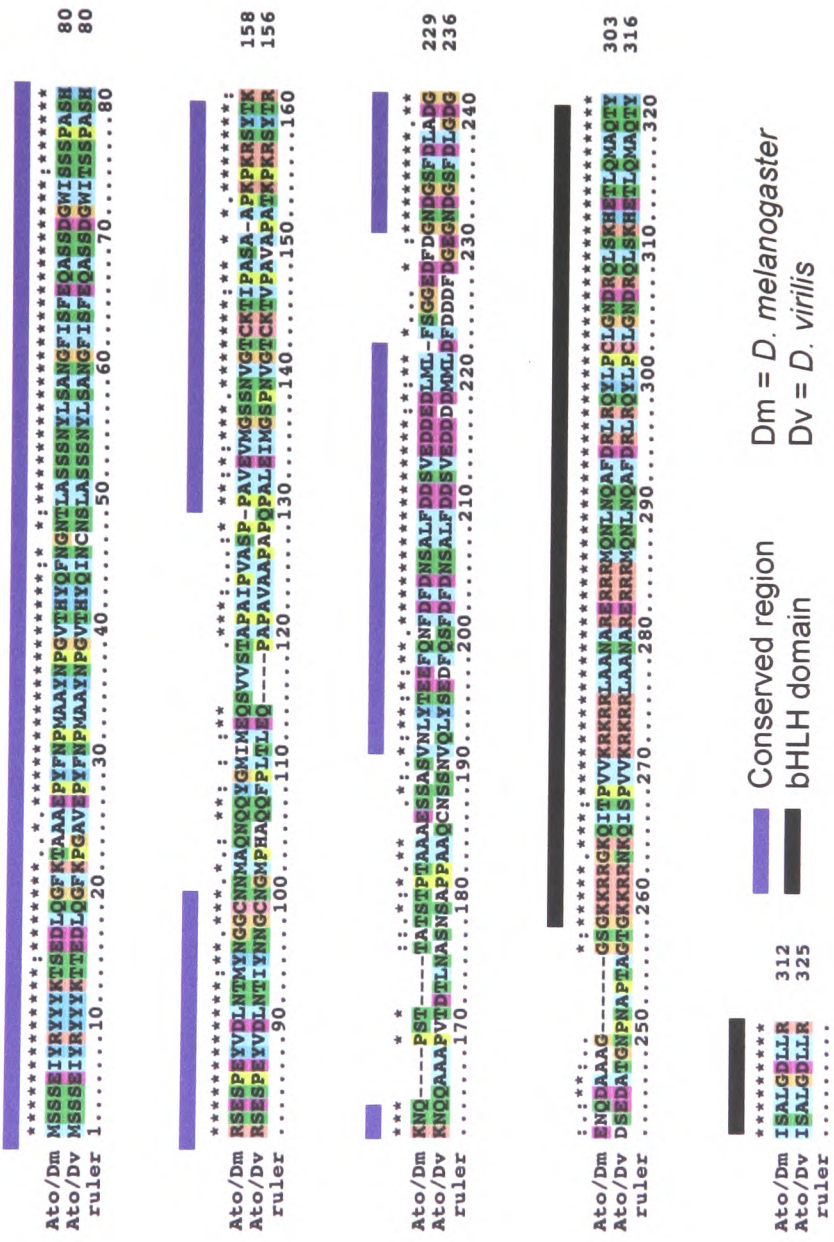 Ato/Dm MSSSEIYRYYYKTSEDLQGFKTAAAEPYFNPMAAYNPGVTHYQFNGNTLASSSNYLSANGFISFEQASSDGWISSSPASH 80
Ato/Dv MSSSEIYRYYYKTTEDLQGFKPGAVEPYFNPMAAYNPGVTHYQINCNSLASSSNYLSANGFISFEQASSDGWITSSPASH 80
ruler 1.......10........20........30........40........50........60........70........80
Ato/Dm RSESPEYVDLNTMYNGGCNNMAQNQQYGMIMEQSVVSTAPAIPVASP-PAVEVMGSSNVGTCKTIPASA-APKPKRSYTK 158
Ato/Dv RSESPEYVDLNTIYNNGCNGMPHAQQFPLTLEQ----PAPAVAAPAPQPALEIMGSPNVGTCKTVPAVAPATKPKRSYTR 156
ruler ........90.......100.......110.......120.......130.......140.......150.......160
Ato/Dm KNQ----PST----TATSTPTAAAESSASVNLYTEEFQNFDFDNSALFDDSVEDDEDLML-FSGGEDFDGNDGSFDLADG 229
Ato/Dv KNQQAAAPVTDTLNASNSAPPAAQCNSSNVQLYSEDFQSFDFDNSALFDDSVEDDDDMMLDFDDDFDGEGNDGSFDLGDG 236
ruler .......170.......180.......190.......200.......210.......220.......230.......240
Ato/Dm ENQDAAAG------GSGKKRRGKQITPVVKRKRRLAANARERRRMQNLNQAFDRLRQYLPCLGNDRQLSKHETLQMAQTY 303
Ato/Dv DSEDATGNPNAPTAGTGKKRRNKQISPVVKRKRRLAANARERRRMQNLNQAFDRLRQYLPCLGNDRQLSKHETLQMAQTY 316
ruler .......250.......260.......270.......280.......290.......300.......310.......320
*********
Ato/Dm ISALGDLLR 312
Ato/Dv ISALGDLLR 325
ruler .........
Conserved region
bHLH domain
Dm = D. melanogaster
Dv = D. virilis